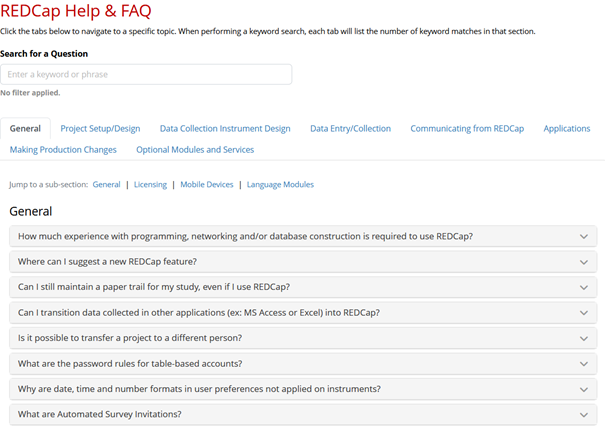 REDCap Help & FAQ
Click the tabs below to navigate to a specific topic. When performing a keyword search, each tab will list the number of keyword matches in that section.
Search for a Question
Enter a keyword or phrase
No filter applied.
General Project Setup/Design Data Collection Instrument Design Data Entry/Collection Communicating from REDCap Applications
Making Production Changes Optional Modules and Services
Jump to a sub-section: General | Licensing | Mobile Devices | Language Modules
General
How much experience with programming, networking and/or database construction is required to use REDCap?
Where can I suggest a new REDCap feature?
Can I still maintain a paper trail for my study, even if I use REDCap?
Can I transition data collected in other applications (ex: MS Access or Excel) into REDCap?
Is it possible to transfer a project to a different person?
What are the password rules for table-based accounts?
Why are date, time and number formats in user preferences not applied on instruments?
What are Automated Survey Invitations?